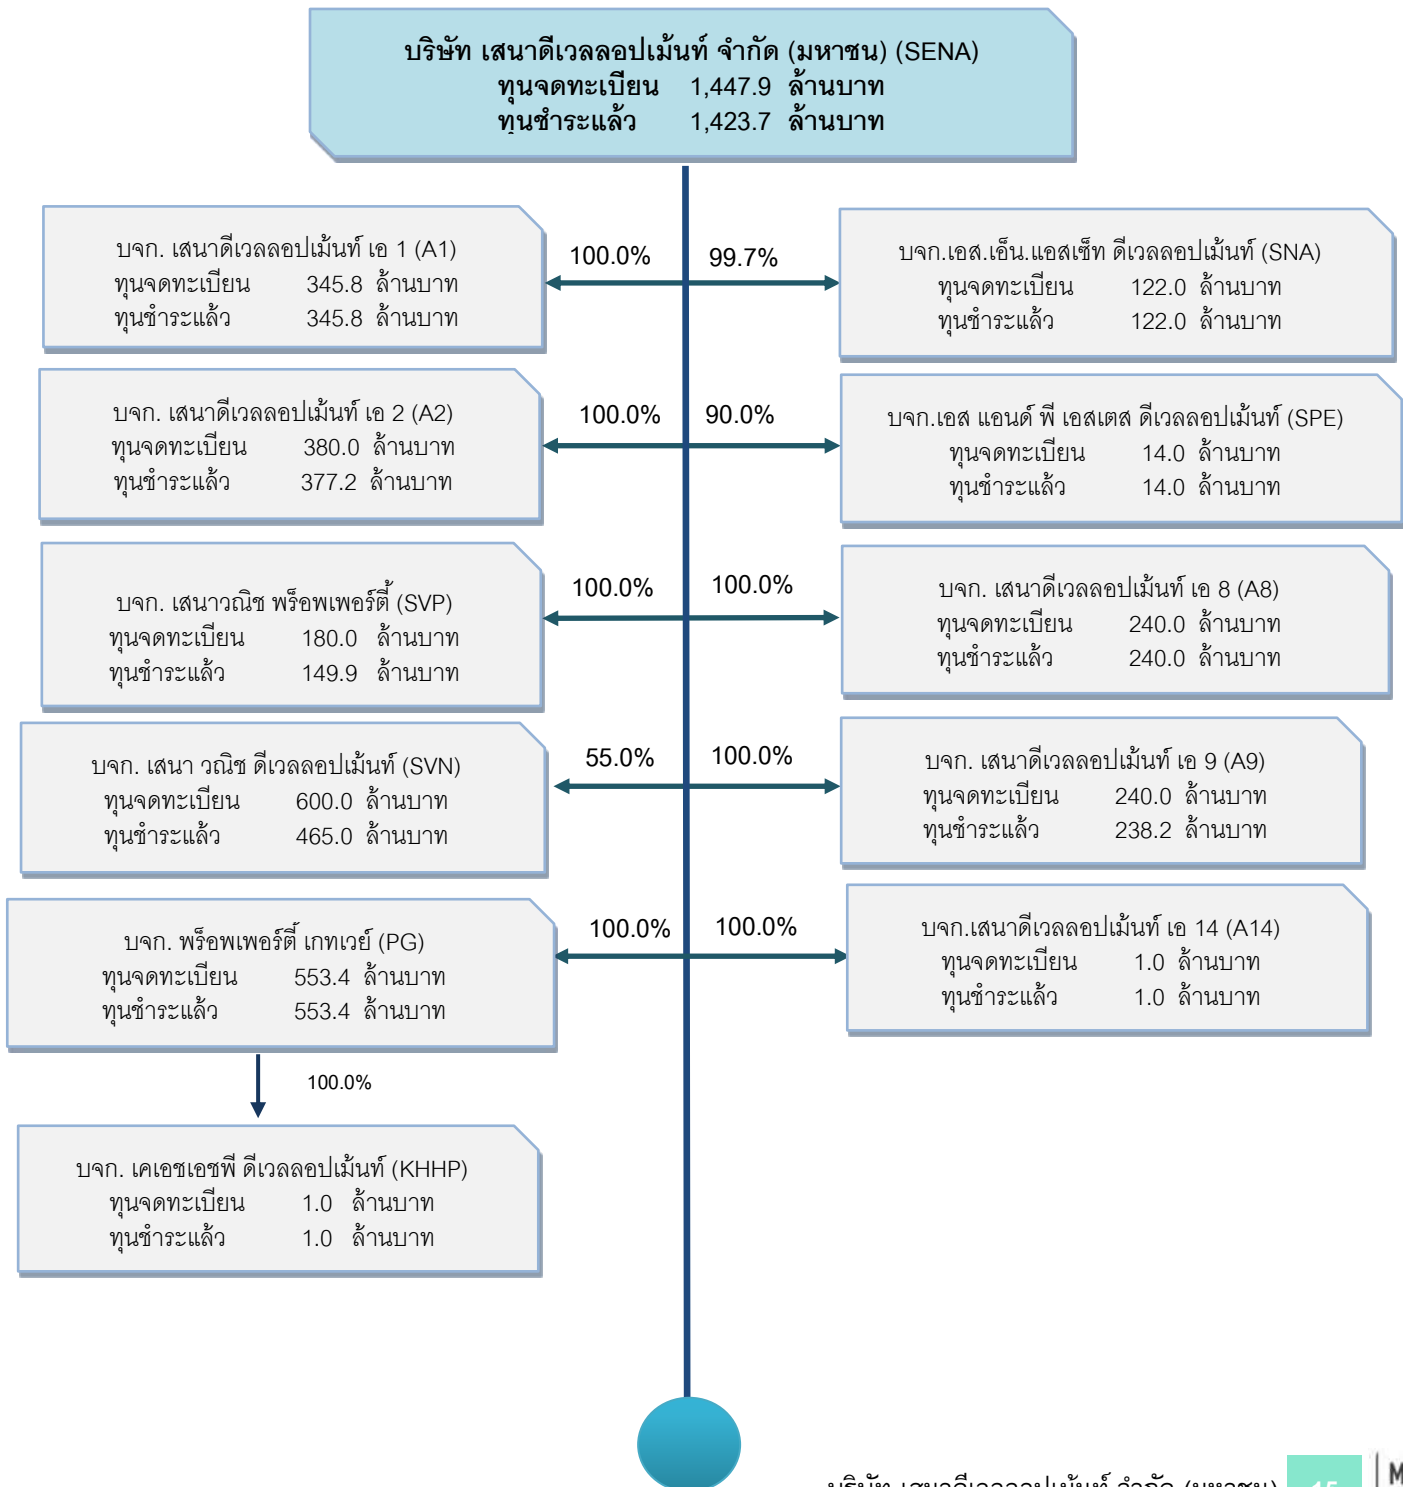 บริษัท เสนาดีเวลลอปเม้นท์ จำกัด (มหาชน) (SENA)
ทุนจดทะเบียน 1,447.9 ล้านบาท
ทุนชำระแล้ว 1,423.7 ล้านบาท
บจก. เสนาดีเวลลอปเม้นท์ เอ 1 (A1)
ทุนจดทะเบียน 345.8 ล้านบาท
ทุนชำระแล้ว 345.8 ล้านบาท
100.0%
99.7%
บจก.เอส.เอ็น.แอสเซ็ท ดีเวลลอปเม้นท์ (SNA)
ทุนจดทะเบียน 122.0 ล้านบาท
ทุนชำระแล้ว 122.0 ล้านบาท
บจก. เสนาดีเวลลอปเม้นท์ เอ 2 (A2)
ทุนจดทะเบียน 380.0 ล้านบาท
ทุนชำระแล้ว 377.2 ล้านบาท
100.0%
90.0%
บจก.เอส แอนด์ พี เอสเตส ดีเวลลอปเม้นท์ (SPE)
ทุนจดทะเบียน 14.0 ล้านบาท
ทุนชำระแล้ว 14.0 ล้านบาท
บจก. เสนาวณิช พร็อพเพอร์ตี้ (SVP)
ทุนจดทะเบียน 180.0 ล้านบาท
ทุนชำระแล้ว 149.9 ล้านบาท
100.0%
100.0%
บจก. เสนาดีเวลลอปเม้นท์ เอ 8 (A8)
ทุนจดทะเบียน 240.0 ล้านบาท
ทุนชำระแล้ว 240.0 ล้านบาท
บจก. เสนา วณิช ดีเวลลอปเม้นท์ (SVN)
ทุนจดทะเบียน 600.0 ล้านบาท
ทุนชำระแล้ว 465.0 ล้านบาท
55.0%
100.0%
บจก. เสนาดีเวลลอปเม้นท์ เอ 9 (A9)
ทุนจดทะเบียน 240.0 ล้านบาท
ทุนชำระแล้ว 238.2 ล้านบาท
บจก. พร็อพเพอร์ตี้ เกทเวย์ (PG)
ทุนจดทะเบียน 553.4 ล้านบาท
ทุนชำระแล้ว 553.4 ล้านบาท
100.0%
100.0%
บจก.เสนาดีเวลลอปเม้นท์ เอ 14 (A14)
ทุนจดทะเบียน 1.0 ล้านบาท
ทุนชำระแล้ว 1.0 ล้านบาท
100.0%
บจก. เคเอชเอชพี ดีเวลลอปเม้นท์ (KHHP)
ทุนจดทะเบียน 1.0 ล้านบาท
ทุนชำระแล้ว 1.0 ล้านบาท
บริษัท เสนาดีเวลลอปเม้นท์ จำกัด (มหาชน) 15